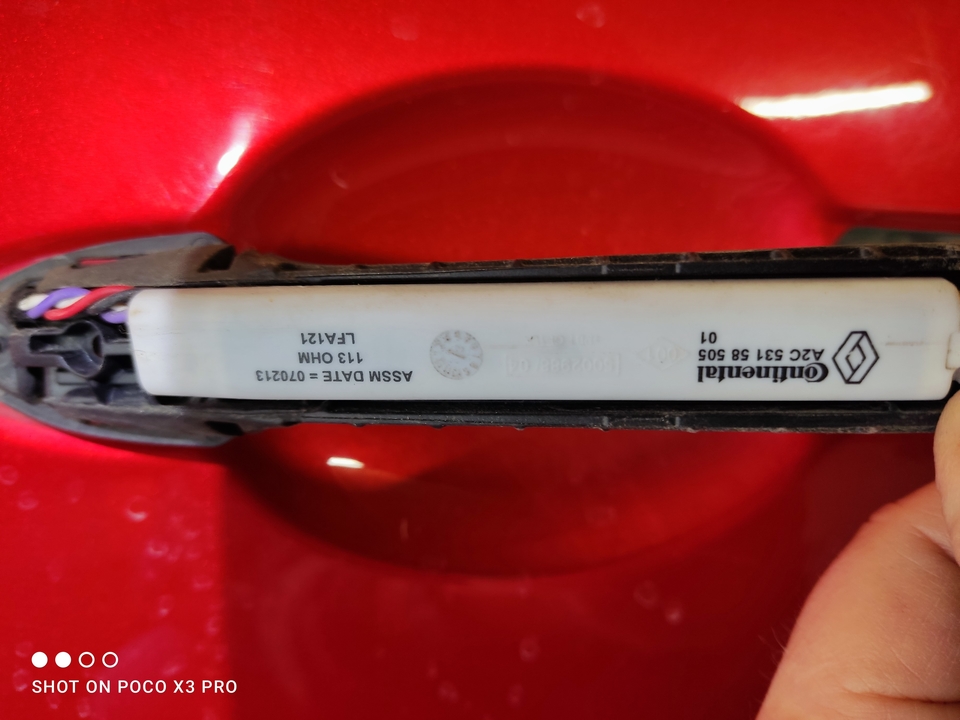 Continental
A2C 531 58 505
01
ASSM DATE = 070213
113 OHM
LFA121
SHOT ON POCO X3 PRO